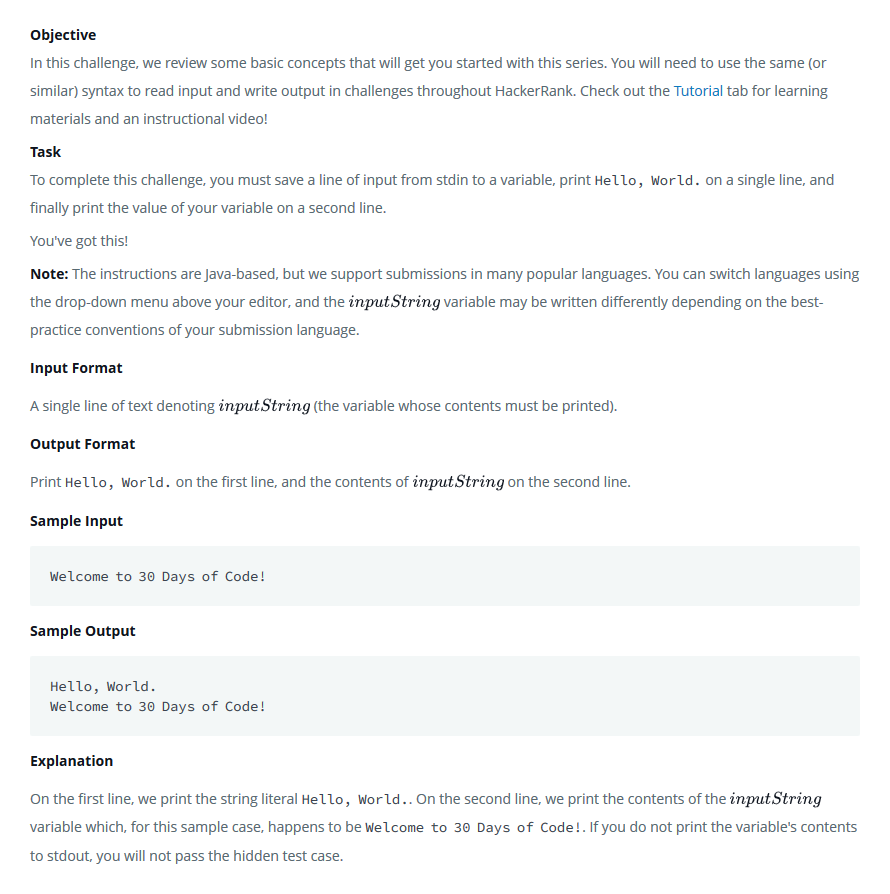 Objective
In this challenge, we review some basic concepts that will get you started with this series. You will need to use the same (or
similar) syntax to read input and write output in challenges throughout HackerRank. Check out the Tutorial tab for learning
materials and an instructional video!
Task
To complete this challenge, you must save a line of input from stdin to a variable, print Hello, World. on a single line, and
finally print the value of your variable on a second line.
You've got this!
Note: The instructions are Java-based, but we support submissions in many popular languages. You can switch languages using
the drop-down menu above your editor, and the inputString variable may be written differently depending on the best-
practice conventions of your submission language.
Input Format
A single line of text denoting inputString (the variable whose contents must be printed).
Output Format
Print Hello, World. on the first line, and the contents of inputString on the second line.
Sample Input
Welcome to 30 Days of Code!
Sample Output
Hello, World.
Welcome to 30 Days of Code!
Explanation
On the first line, we print the string literal Hello, World.. On the second line, we print the contents of the inputString
variable which, for this sample case, happens to be Welcome to 30 Days of Code!. If you do not print the variable's contents
to stdout, you will not pass the hidden test case.